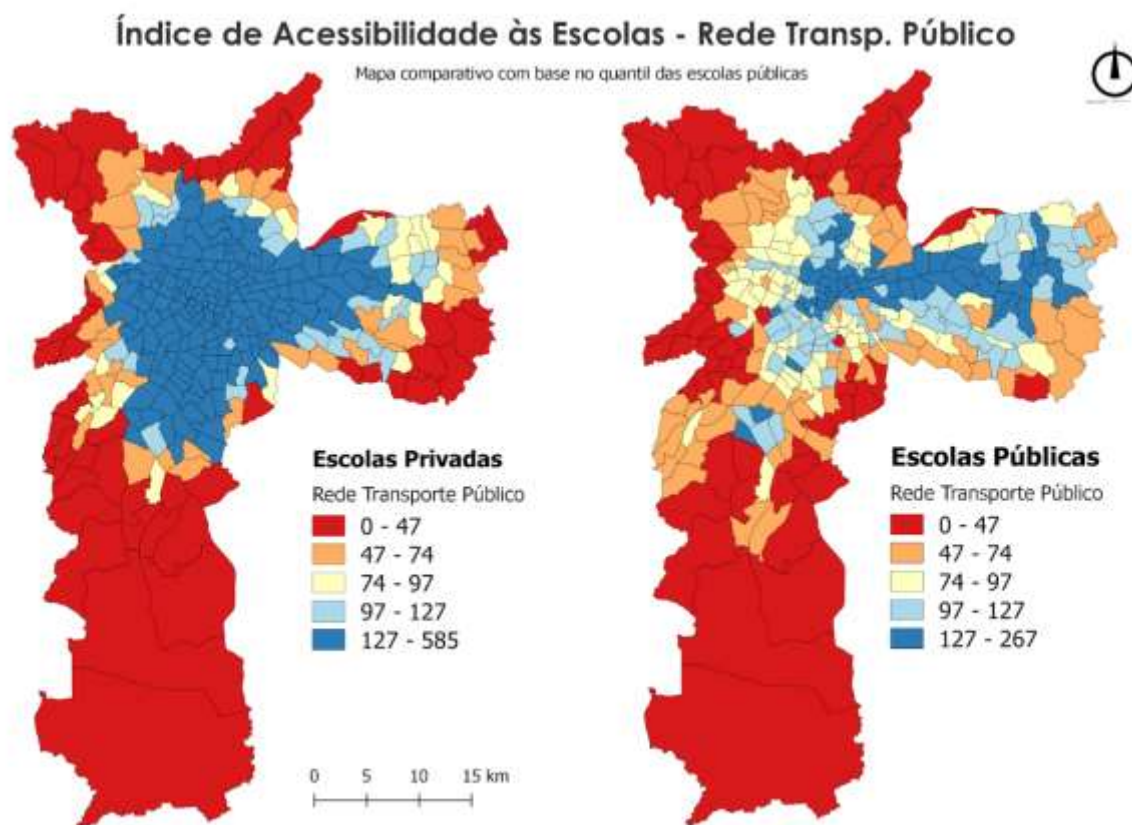 Índice de Acessibilidade às Escolas - Rede Transp. Público
Mapa comparativo com base no quantil das escolas públicas
Escolas Privadas
Rede Transporte Público
0 - 47
47 - 74
74 - 97
97 - 127
127 - 585
0 5 10 15 km
Escolas Públicas
Rede Transporte Público
0 - 47
47 - 74
74 - 97
97 - 127
127 - 267